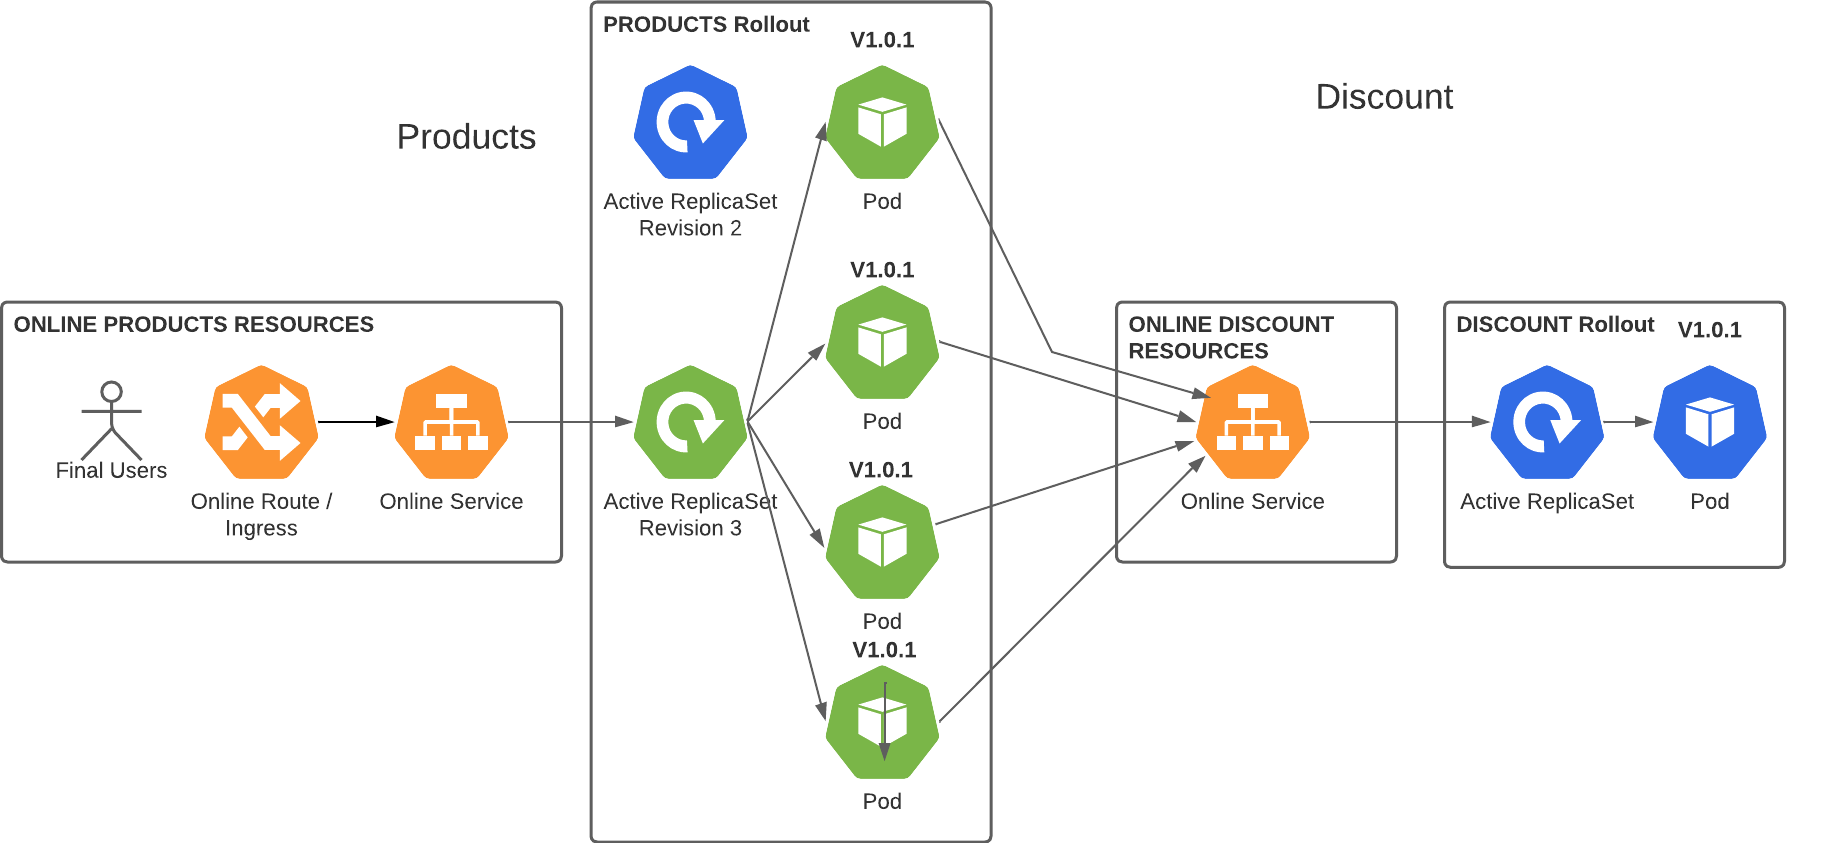 Products
Discount
ONLINE PRODUCTS RESOURCES
Final Users
Online Route /
Ingress
Online Service
PRODUCTS Rollout
V1.0.1
Active ReplicaSet
Revision 2
Pod
V1.0.1
Pod
Active ReplicaSet
Revision 3
V1.0.1
Pod
V1.0.1
Pod
ONLINE DISCOUNT
RESOURCES
Online Service
DISCOUNT Rollout
V1.0.1
Active ReplicaSet
Pod